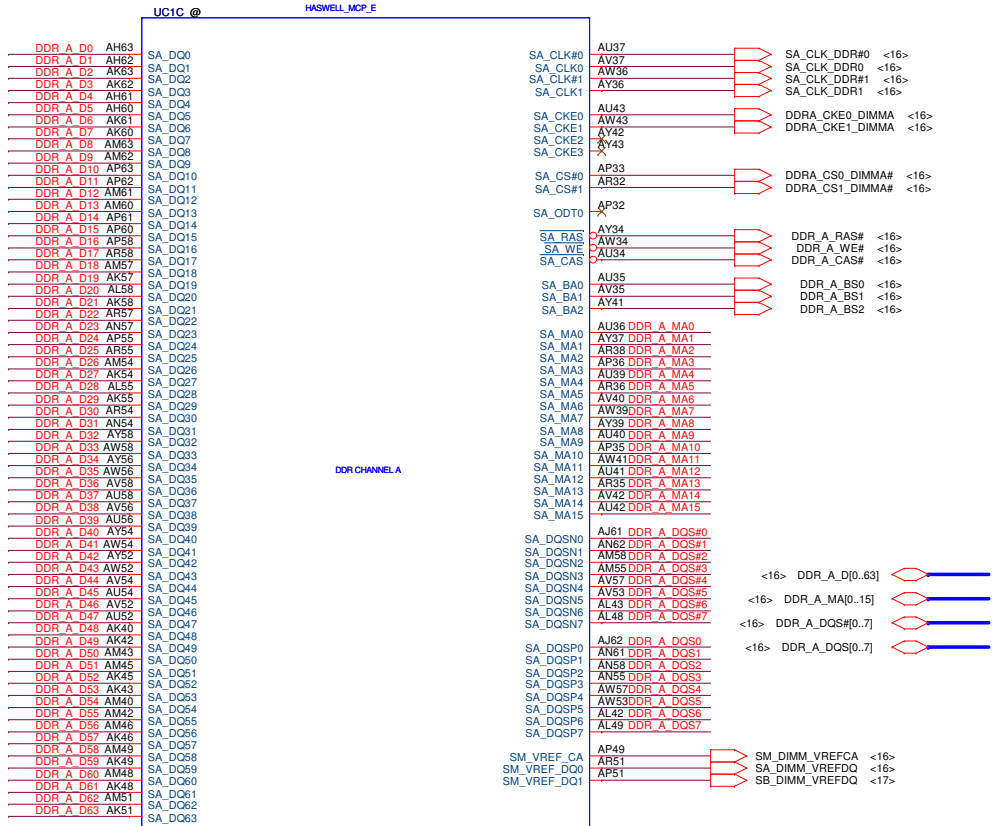 UC1C @
HASWELL_MCP_E
DDR_A_D0 AH63 SA_DQ0
DDR_A_D1 AH62 SA_DQ1
DDR_A_D2 AK63 SA_DQ2
DDR_A_D3 AK62 SA_DQ3
DDR_A_D4 AH61 SA_DQ4
DDR_A_D5 AH60 SA_DQ5
DDR_A_D6 AK61 SA_DQ6
DDR_A_D7 AK60 SA_DQ7
DDR_A_D8 AM63 SA_DQ8
DDR_A_D9 AM62 SA_DQ9
DDR_A_D10 AP63 SA_DQ10
DDR_A_D11 AP62 SA_DQ11
DDR_A_D12 AM61 SA_DQ12
DDR_A_D13 AM60 SA_DQ13
DDR_A_D14 AP61 SA_DQ14
DDR_A_D15 AP60 SA_DQ15
DDR_A_D16 AP58 SA_DQ16
DDR_A_D17 AR58 SA_DQ17
DDR_A_D18 AM57 SA_DQ18
DDR_A_D19 AK57 SA_DQ19
DDR_A_D20 AL58 SA_DQ20
DDR_A_D21 AK58 SA_DQ21
DDR_A_D22 AR57 SA_DQ22
DDR_A_D23 AN57 SA_DQ23
DDR_A_D24 AP55 SA_DQ24
DDR_A_D25 AR55 SA_DQ25
DDR_A_D26 AM54 SA_DQ26
DDR_A_D27 AK54 SA_DQ27
DDR_A_D28 AL55 SA_DQ28
DDR_A_D29 AK55 SA_DQ29
DDR_A_D30 AR54 SA_DQ30
DDR_A_D31 AN54 SA_DQ31
DDR_A_D32 AY58 SA_DQ32
DDR_A_D33 AW58 SA_DQ33
DDR_A_D34 AY56 SA_DQ34
DDR_A_D35 AW56 SA_DQ35
DDR_A_D36 AV58 SA_DQ36
DDR_A_D37 AU58 SA_DQ37
DDR_A_D38 AV56 SA_DQ38
DDR_A_D39 AU56 SA_DQ39
DDR_A_D40 AY54 SA_DQ40
DDR_A_D41 AW54 SA_DQ41
DDR_A_D42 AY52 SA_DQ42
DDR_A_D43 AW52 SA_DQ43
DDR_A_D44 AV54 SA_DQ44
DDR_A_D45 AU54 SA_DQ45
DDR_A_D46 AV52 SA_DQ46
DDR_A_D47 AU52 SA_DQ47
DDR_A_D48 AK40 SA_DQ48
DDR_A_D49 AK42 SA_DQ49
DDR_A_D50 AM43 SA_DQ50
DDR_A_D51 AM45 SA_DQ51
DDR_A_D52 AK45 SA_DQ52
DDR_A_D53 AK43 SA_DQ53
DDR_A_D54 AM40 SA_DQ54
DDR_A_D55 AM42 SA_DQ55
DDR_A_D56 AM46 SA_DQ56
DDR_A_D57 AK46 SA_DQ57
DDR_A_D58 AM49 SA_DQ58
DDR_A_D59 AK49 SA_DQ59
DDR_A_D60 AM48 SA_DQ60
DDR_A_D61 AK48 SA_DQ61
DDR_A_D62 AM51 SA_DQ62
DDR_A_D63 AK51 SA_DQ63
DDR CHANNEL A
SA_CLK#0 AU37 SA_CLK_DDR#0 <16>
SA_CLK0 AV37 SA_CLK_DDR0 <16>
SA_CLK#1 AW36 SA_CLK_DDR#1 <16>
SA_CLK1 AY36 SA_CLK_DDR1 <16>
SA_CKE0 AU43 DDRA_CKE0_DIMMA <16>
SA_CKE1 AW43 DDRA_CKE1_DIMMA <16>
SA_CKE2 AY42
SA_CKE3 AY43
SA_CS#0 AP33 DDRA_CS0_DIMMA# <16>
SA_CS#1 AR32 DDRA_CS1_DIMMA# <16>
SA_ODT0 AP32
SA_RAS AY34 DDR_A_RAS# <16>
SA_WE AW34 DDR_A_WE# <16>
SA_CAS AU34 DDR_A_CAS# <16>
SA_BA0 AU35 DDR_A_BS0 <16>
SA_BA1 AV35 DDR_A_BS1 <16>
SA_BA2 AY41 DDR_A_BS2 <16>
SA_MA0 AU36 DDR_A_MA0
SA_MA1 AY37 DDR_A_MA1
SA_MA2 AR38 DDR_A_MA2
SA_MA3 AP36 DDR_A_MA3
SA_MA4 AU39 DDR_A_MA4
SA_MA5 AR36 DDR_A_MA5
SA_MA6 AV40 DDR_A_MA6
SA_MA7 AW39 DDR_A_MA7
SA_MA8 AY39 DDR_A_MA8
SA_MA9 AU40 DDR_A_MA9
SA_MA10 AP35 DDR_A_MA10
SA_MA11 AW41 DDR_A_MA11
SA_MA12 AU41 DDR_A_MA12
SA_MA13 AR35 DDR_A_MA13
SA_MA14 AV42 DDR_A_MA14
SA_MA15 AU42 DDR_A_MA15
SA_DQSN0 AJ61 DDR_A_DQS#0
SA_DQSN1 AN62 DDR_A_DQS#1
SA_DQSN2 AM58 DDR_A_DQS#2
SA_DQSN3 AM55 DDR_A_DQS#3
SA_DQSN4 AV57 DDR_A_DQS#4
SA_DQSN5 AV53 DDR_A_DQS#5
SA_DQSN6 AL43 DDR_A_DQS#6
SA_DQSN7 AL48 DDR_A_DQS#7
SA_DQSP0 AJ62 DDR_A_DQS0
SA_DQSP1 AN61 DDR_A_DQS1
SA_DQSP2 AN58 DDR_A_DQS2
SA_DQSP3 AN55 DDR_A_DQS3
SA_DQSP4 AW57 DDR_A_DQS4
SA_DQSP5 AW53 DDR_A_DQS5
SA_DQSP6 AL42 DDR_A_DQS6
SA_DQSP7 AL49 DDR_A_DQS7
SM_VREF_CA AP49 SM_DIMM_VREFCA <16>
SM_VREF_DQ0 AR51 SA_DIMM_VREFDQ <16>
SM_VREF_DQ1 AP51 SB_DIMM_VREFDQ <17>
<16> DDR_A_D[0..63]
<16> DDR_A_MA[0..15]
<16> DDR_A_DQS#[0..7]
<16> DDR_A_DQS[0..7]